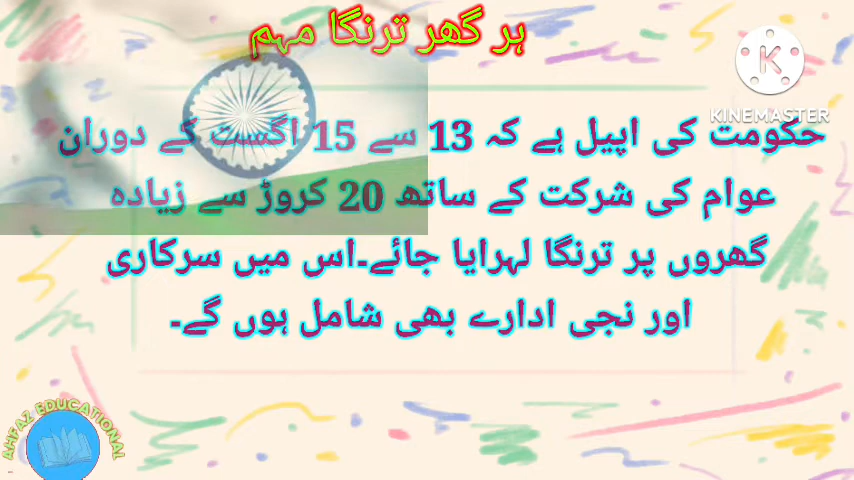 ہر گھر ترنگا مہم
KINEMASTER
حکومت کی اپیل ہے کہ 13 سے 15 اگست کے دوران
عوام کی شرکت کے ساتھ 20 کروڑ سے زیادہ
گھروں پر ترنگا لہرایا جائے۔اس میں سرکاری
اور نجی ادارے بھی شامل ہوں گے۔
AHFAZ EDUCATIONAL